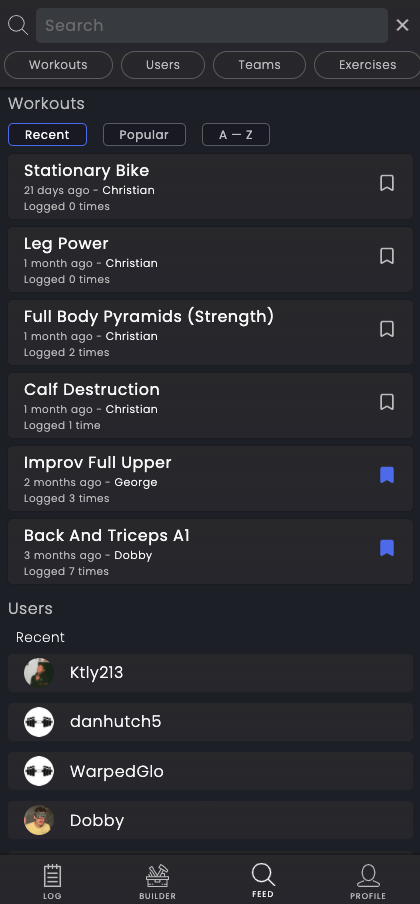 Search
Workouts
Users
Teams
Exercises
Workouts
Recent
Popular
A — Z
Stationary Bike
21 days ago - Christian
Logged 0 times
Leg Power
1 month ago - Christian
Logged 0 times
Full Body Pyramids (Strength)
1 month ago - Christian
Logged 2 times
Calf Destruction
1 month ago - Christian
Logged 1 time
Improv Full Upper
2 months ago - George
Logged 3 times
Back And Triceps A1
3 months ago - Dobby
Logged 7 times
Users
Recent
Ktly213
danhutch5
WarpedGlo
Dobby
LOG
BUILDER
FEED
PROFILE